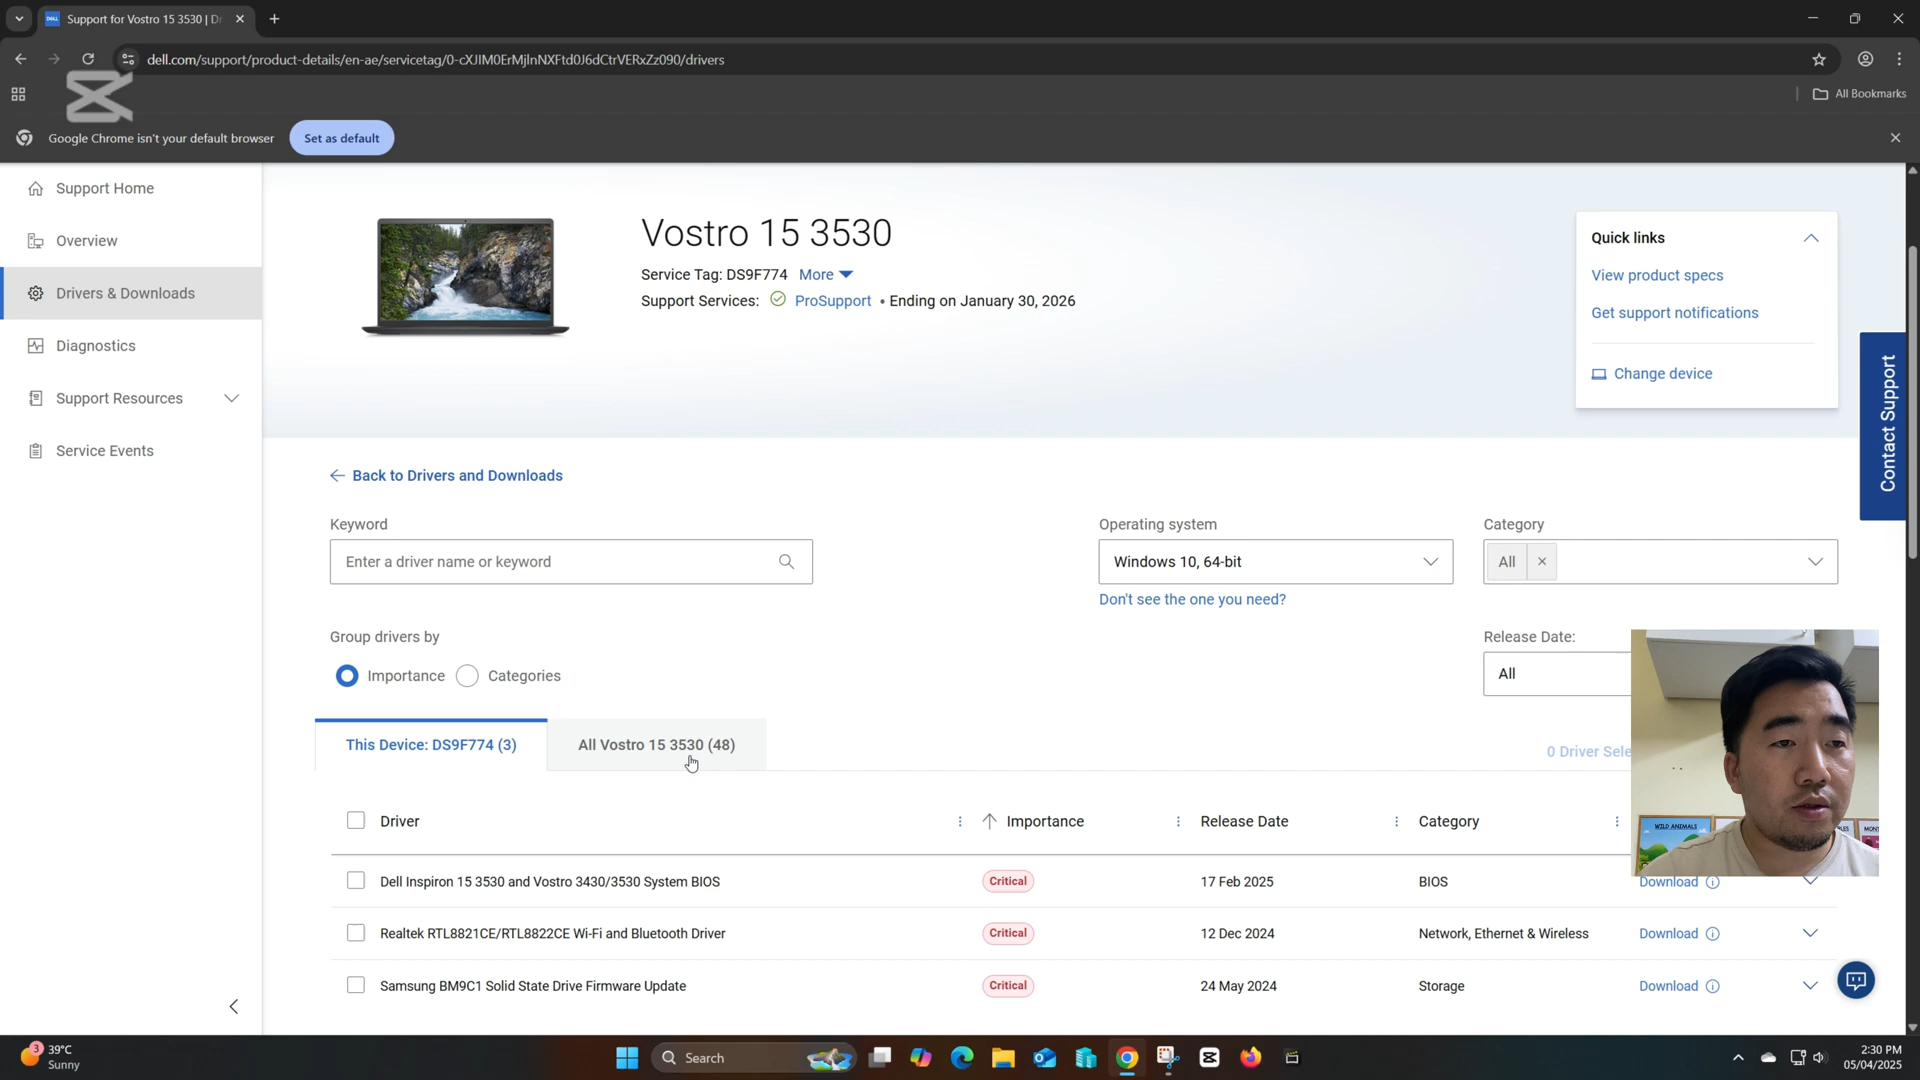 Support for Vostro 15 3530 | Dr
dell.com/support/product-details/en-ae/servicetag/0-cXJIM0ErMjlnNXFtd0J6dCtrVERxZz090/drivers
All Bookmarks
Google Chrome isn't your default browser
Set as default
Support Home
Overview
Drivers & Downloads
Diagnostics
Support Resources
Service Events
Vostro 15 3530
Service Tag: DS9F774 More
Support Services: ProSupport • Ending on January 30, 2026
Quick links
View product specs
Get support notifications
Change device
Contact Support
Back to Drivers and Downloads
Keyword
Enter a driver name or keyword
Operating system
Windows 10, 64-bit
Don't see the one you need?
Category
All
Group drivers by
Importance
Categories
Release Date:
All
This Device: DS9F774 (3)
All Vostro 15 3530 (48)
0 Driver Sele
Driver Importance Release Date Category
Dell Inspiron 15 3530 and Vostro 3430/3530 System BIOS Critical 17 Feb 2025 BIOS Download
Realtek RTL8821CE/RTL8822CE Wi-Fi and Bluetooth Driver Critical 12 Dec 2024 Network, Ethernet & Wireless Download
Samsung BM9C1 Solid State Drive Firmware Update Critical 24 May 2024 Storage Download
WILD ANIMALS
3
39°C
Sunny
Search
2:30 PM
05/04/2025